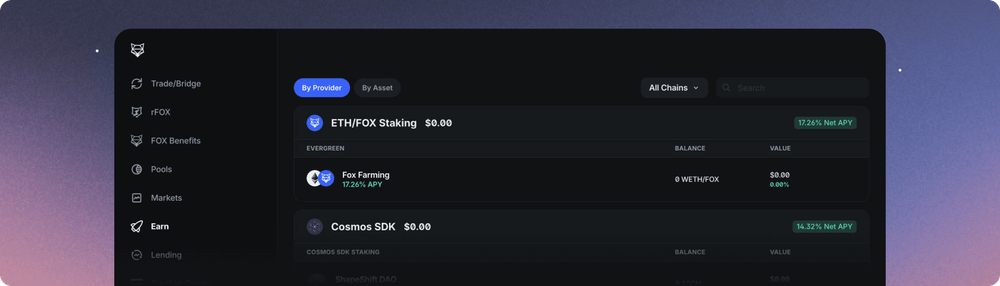 Trade/Bridge
rFOX
FOX Benefits
Pools
Markets
Earn
Lending
By Provider By Asset All Chains Search
ETH/FOX Staking $0.00 17.26% Net APY
EVERGREEN BALANCE VALUE
Fox Farming 0 WETH/FOX $0.00
17.26% APY 0.00%
Cosmos SDK $0.00 14.32% Net APY
COSMOS SDK STAKING BALANCE VALUE
ShapeShift DAO $0.00